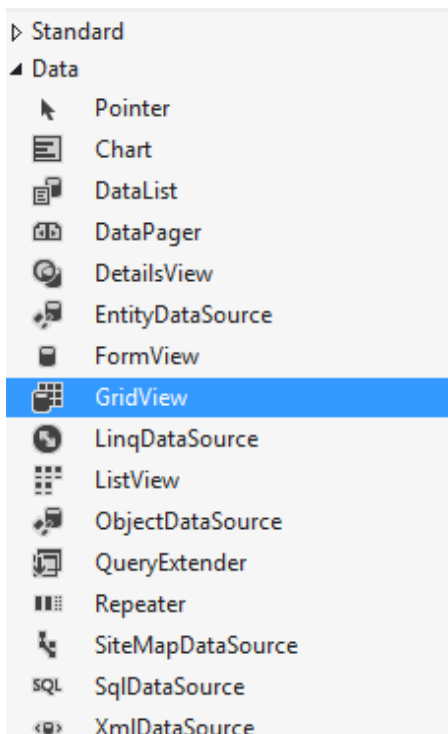 Standard
Data
Pointer
Chart
DataList
DataPager
DetailsView
EntityDataSource
FormView
GridView
LinqDataSource
ListView
ObjectDataSource
QueryExtender
Repeater
SiteMapDataSource
SQL SqlDataSource
XmlDataSource